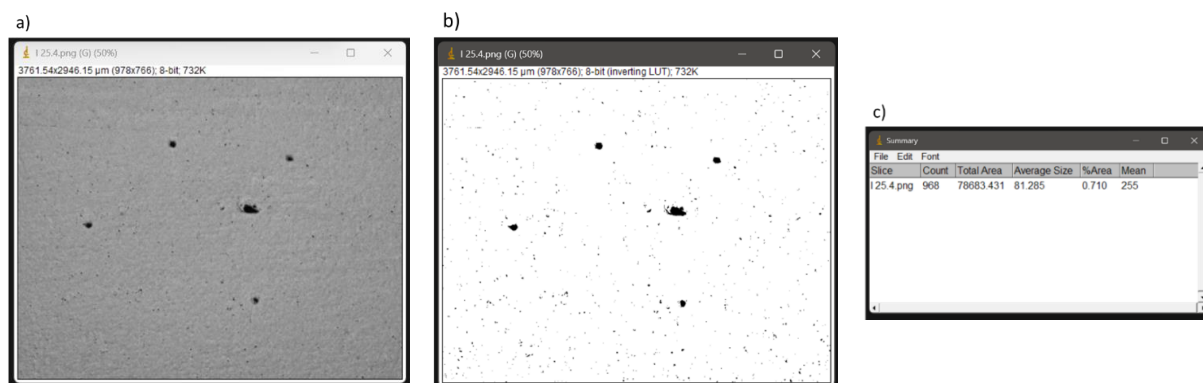 a)
I 25.4.png (G) (50%)
3761.54x2946.15 µm (978x766); 8-bit; 732K
b)
I 25.4.png (G) (50%)
3761.54x2946.15 µm (978x766); 8-bit (inverting LUT); 732K
c)
Summary
File Edit Font
Slice Count Total Area Average Size %Area Mean
I 25.4.png 968 78683.431 81.285 0.710 255